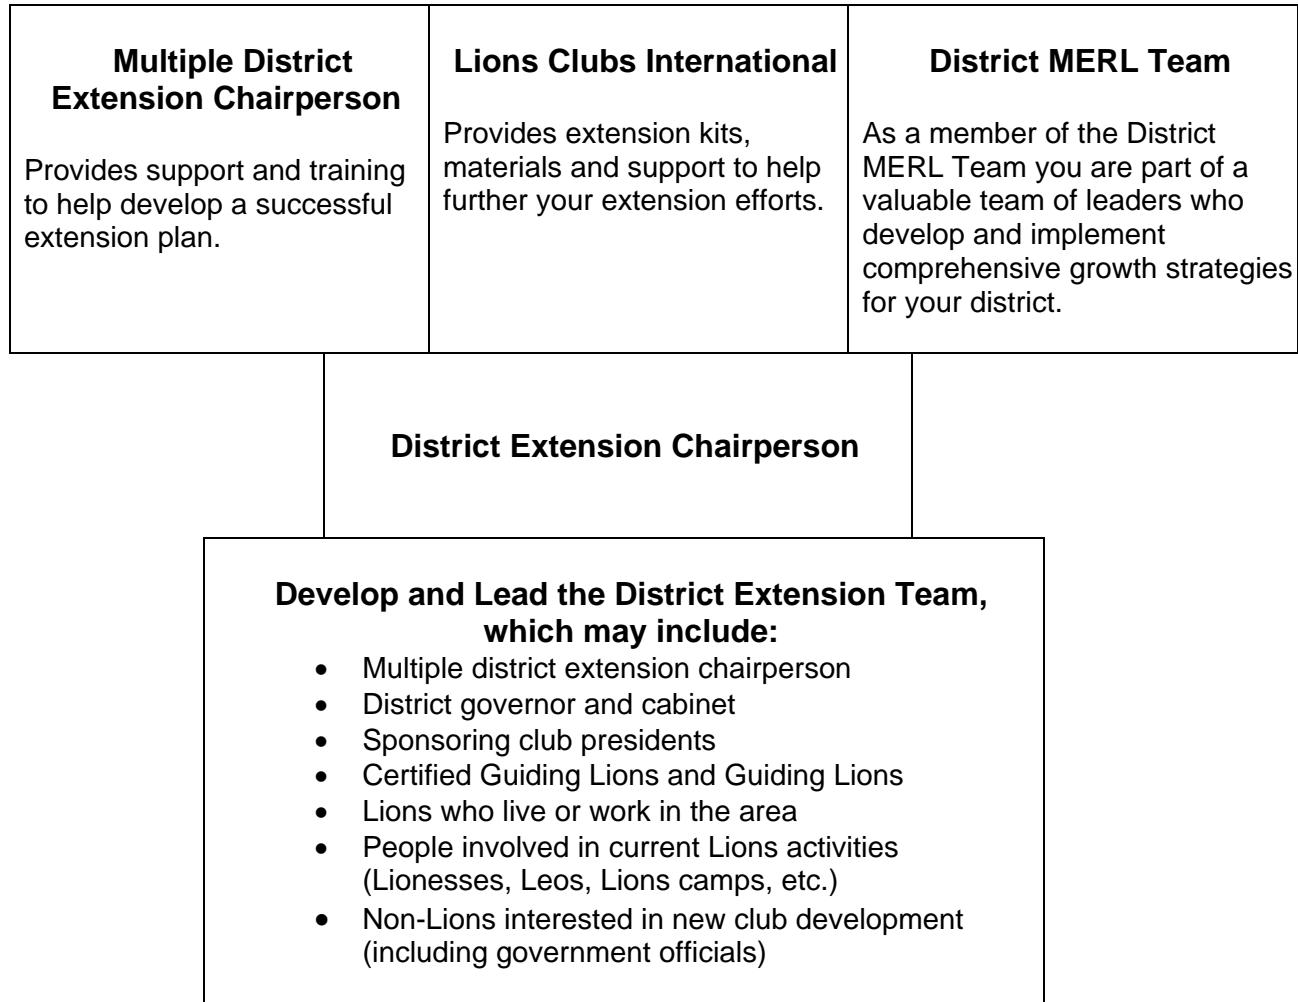 Multiple District
Extension Chairperson
Provides support and training
to help develop a successful
extension plan.
Lions Clubs International
Provides extension kits,
materials and support to help
further your extension efforts.
District MERL Team
As a member of the District
MERL Team you are part of a
valuable team of leaders who
develop and implement
comprehensive growth strategies
for your district.
District Extension Chairperson
Develop and Lead the District Extension Team,
which may include:
• Multiple district extension chairperson
• District governor and cabinet
• Sponsoring club presidents
• Certified Guiding Lions and Guiding Lions
• Lions who live or work in the area
• People involved in current Lions activities
(Lionesses, Leos, Lions camps, etc.)
• Non-Lions interested in new club development
(including government officials)